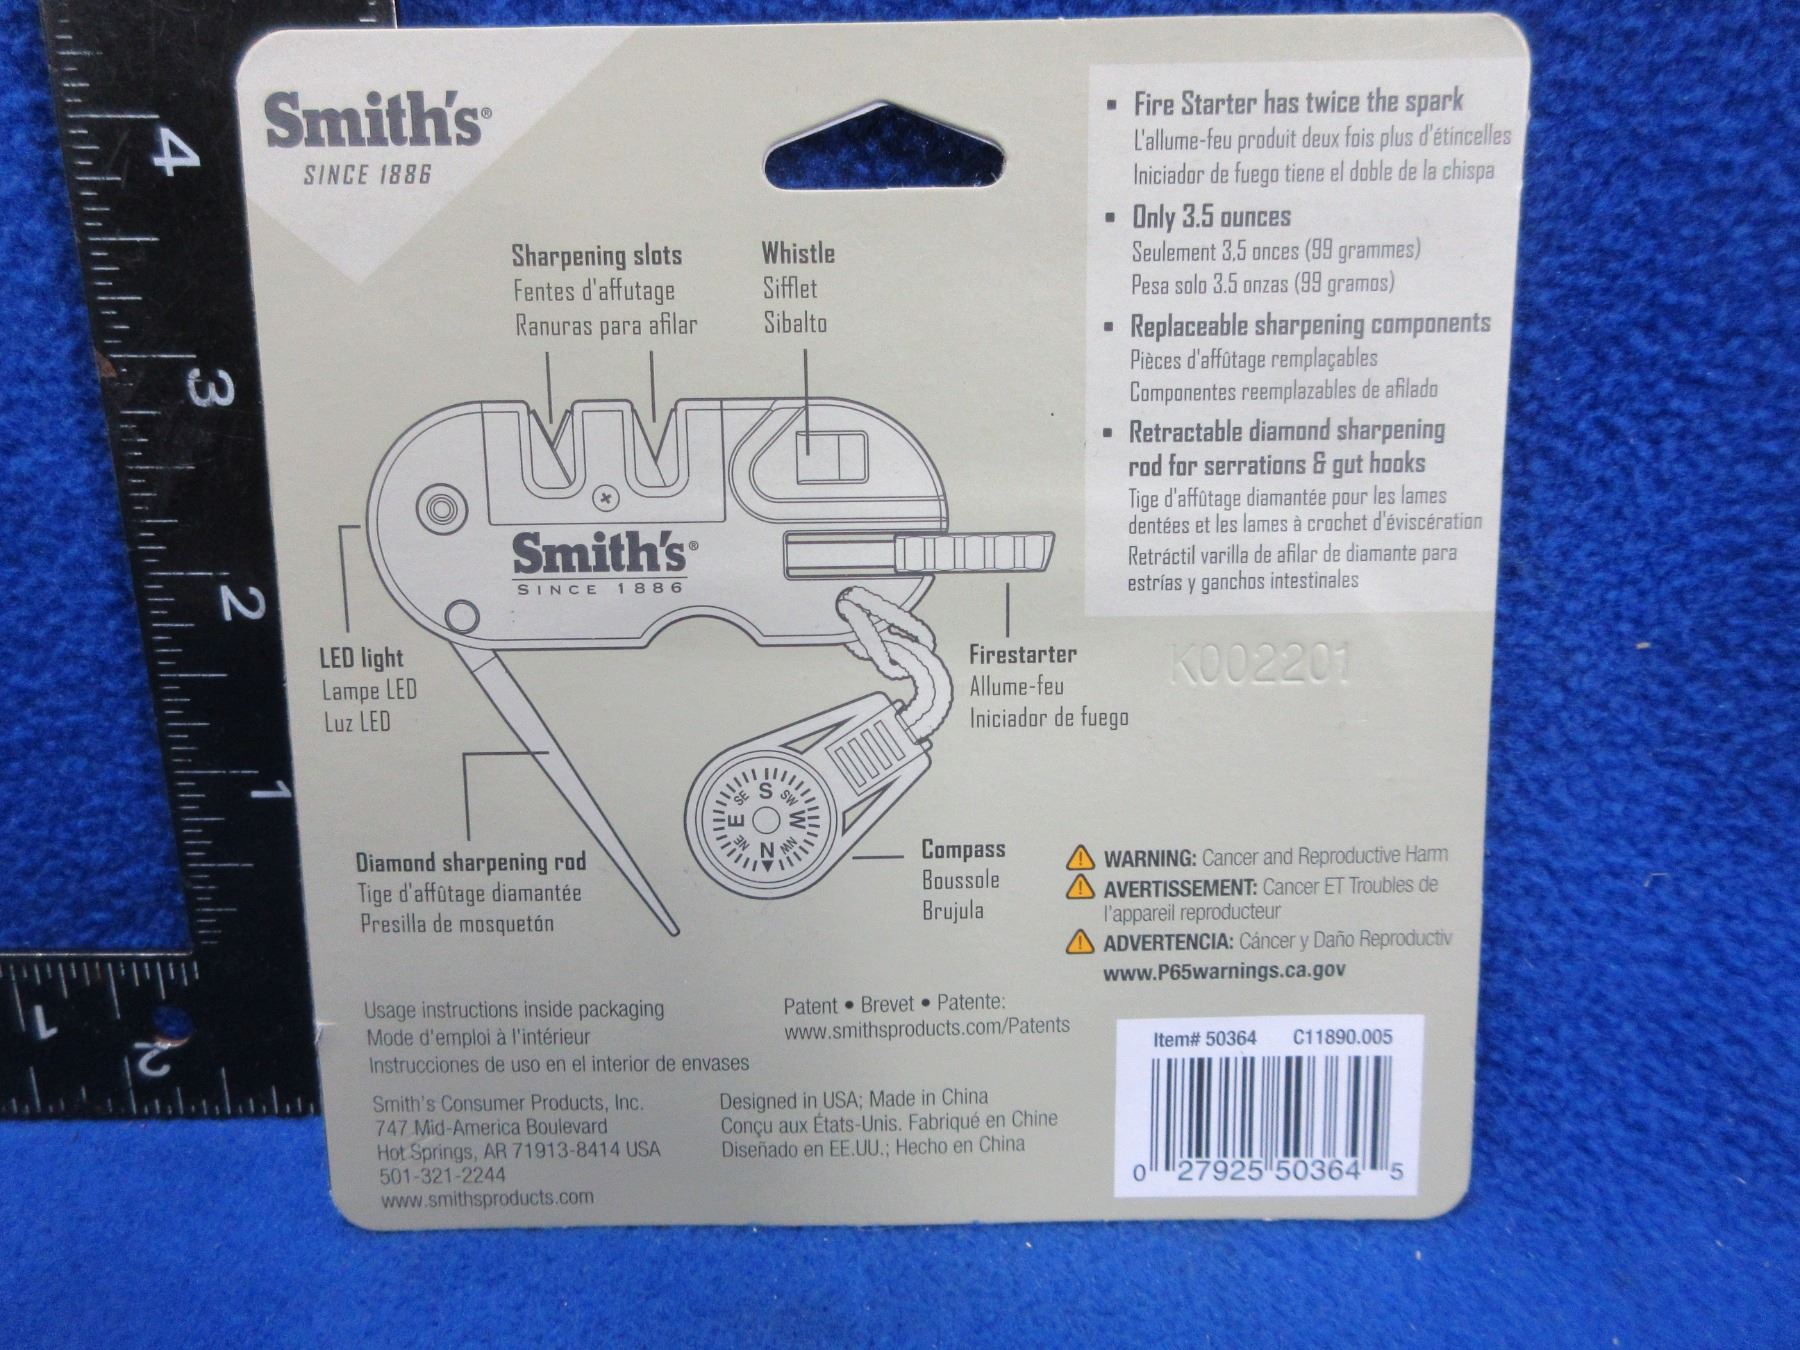 Smith's®
SINCE 1886
Sharpening slots
Fentes d'affutage
Ranuras para afilar
Whistle
Sifflet
Sibalto
▪ Fire Starter has twice the spark
L'allume-feu produit deux fois plus d'étincelles
Iniciador de fuego tiene el doble de la chispa
▪ Only 3.5 ounces
Seulement 3,5 onces (99 grammes)
Pesa solo 3.5 onzas (99 gramos)
▪ Replaceable sharpening components
Pièces d'affûtage remplaçables
Componentes reemplazables de afilado
▪ Retractable diamond sharpening
rod for serrations & gut hooks
Tige d'affûtage diamantée pour les lames
dentées et les lames à crochet d'éviscération
Retráctil varilla de afilar de diamante para
estrías y ganchos intestinales
Smith's®
SINCE 1886
LED light
Lampe LED
Luz LED
Firestarter
Allume-feu
Iniciador de fuego
K002201
S
SE SW
E W
NE NW
N
Diamond sharpening rod
Tige d'affûtage diamantée
Presilla de mosquetón
Compass
Boussole
Brujula
WARNING: Cancer and Reproductive Harm
AVERTISSEMENT: Cancer ET Troubles de
l'appareil reproducteur
ADVERTENCIA: Cáncer y Daño Reproductiv
www.P65warnings.ca.gov
Usage instructions inside packaging
Mode d'emploi à l'intérieur
Instrucciones de uso en el interior de envases
Patent • Brevet • Patente:
www.smithsproducts.com/Patents
Smith's Consumer Products, Inc.
747 Mid-America Boulevard
Hot Springs, AR 71913-8414 USA
501-321-2244
www.smithsproducts.com
Designed in USA; Made in China
Conçu aux États-Unis. Fabriqué en Chine
Diseñado en EE.UU.; Hecho en China
Item# 50364 C11890.005
0 27925 50364 5
4
3
2
1
1
2